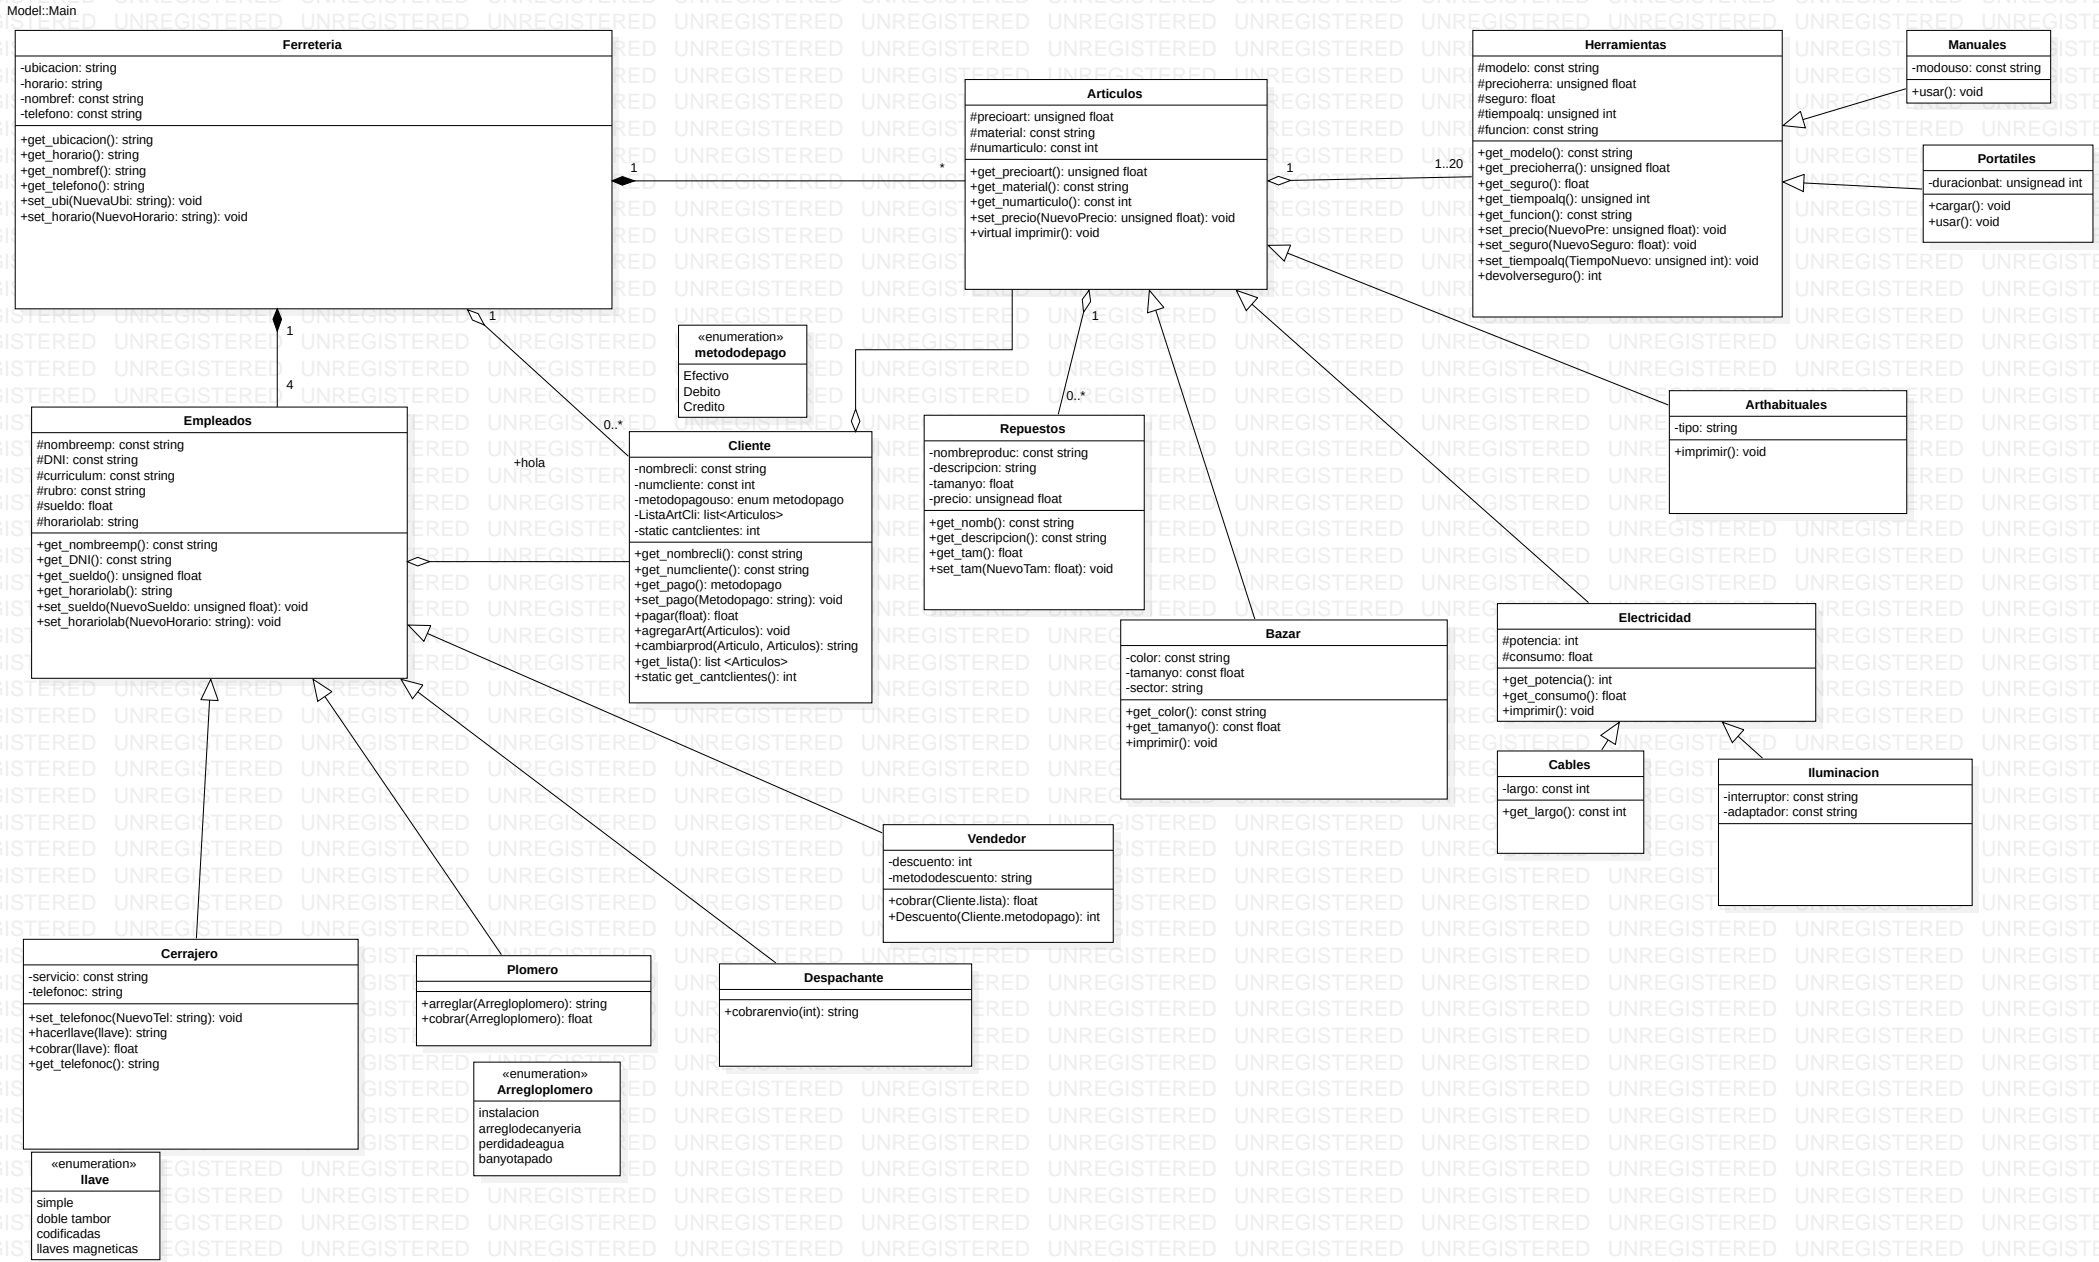 Model::Main
Ferreteria
-ubicacion: string
-horario: string
-nombref: const string
-telefono: const string
+get_ubicacion(): string
+get_horario(): string
+get_nombref(): string
+get_telefono(): string
+set_ubi(NuevaUbi: string): void
+set_horario(NuevoHorario: string): void
1
*
Articulos
#precioart: unsigned float
#material: const string
#numarticulo: const int
+get_precioart(): unsigned float
+get_material(): const string
+get_numarticulo(): const int
+set_precio(NuevoPrecio: unsigned float): void
+virtual imprimir(): void
1
1..20
Herramientas
#modelo: const string
#precioherra: unsigned float
#seguro: float
#tiempoalq: unsigned int
#funcion: const string
+get_modelo(): const string
+get_precioherra(): unsigned float
+get_seguro(): float
+get_tiempoalq(): unsigned int
+get_funcion(): const string
+set_precio(NuevoPre: unsigned float): void
+set_seguro(NuevoSeguro: float): void
+set_tiempoalq(TiempoNuevo: unsigned int): void
+devolverseguro(): int
Manuales
-modouso: const string
+usar(): void
Portatiles
-duracionbat: unsignead int
+cargar(): void
+usar(): void
1
4
1
0..*
+hola
«enumeration»
metododepago
Efectivo
Debito
Credito
1
0..*
Empleados
#nombreemp: const string
#DNI: const string
#curriculum: const string
#rubro: const string
#sueldo: float
#horariolab: string
+get_nombreemp(): const string
+get_DNI(): const string
+get_sueldo(): unsigned float
+get_horariolab(): string
+set_sueldo(NuevoSueldo: unsigned float): void
+set_horariolab(NuevoHorario: string): void
Cliente
-nombrecli: const string
-numcliente: const int
-metodopagouso: enum metodopago
-ListaArtCli: list<Articulos>
-static cantclientes: int
+get_nombrecli(): const string
+get_numcliente(): const string
+get_pago(): metodopago
+set_pago(Metodopago: string): void
+pagar(float): float
+agregarArt(Articulos): void
+cambiarprod(Articulo, Articulos): string
+get_lista(): list <Articulos>
+static get_cantclientes(): int
Repuestos
-nombreproduc: const string
-descripcion: string
-tamanyo: float
-precio: unsignead float
+get_nomb(): const string
+get_descripcion(): const string
+get_tam(): float
+set_tam(NuevoTam: float): void
Arthabituales
-tipo: string
+imprimir(): void
Bazar
-color: const string
-tamanyo: const float
-sector: string
+get_color(): const string
+get_tamanyo(): const float
+imprimir(): void
Electricidad
#potencia: int
#consumo: float
+get_potencia(): int
+get_consumo(): float
+imprimir(): void
Cables
-largo: const int
+get_largo(): const int
Iluminacion
-interruptor: const string
-adaptador: const string
Vendedor
-descuento: int
-metododescuento: string
+cobrar(Cliente.lista): float
+Descuento(Cliente.metodopago): int
Cerrajero
-servicio: const string
-telefonoc: string
+set_telefonoc(NuevoTel: string): void
+hacerllave(llave): string
+cobrar(llave): float
+get_telefonoc(): string
Plomero
+arreglar(Arregloplomero): string
+cobrar(Arregloplomero): float
Despachante
+cobrarenvio(int): string
«enumeration»
Arregloplomero
instalacion
arreglodecanyeria
perdidadeagua
banyotapado
«enumeration»
llave
simple
doble tambor
codificadas
llaves magneticas
UNREGISTERED